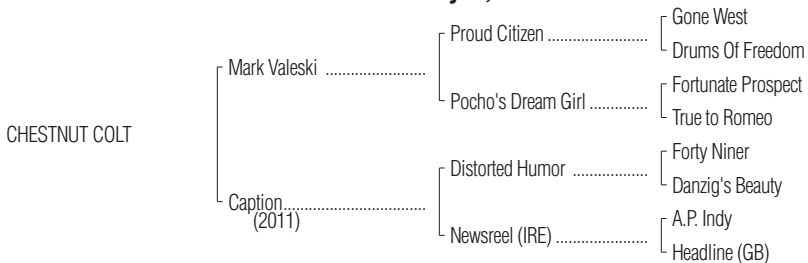 Gone West
Proud Citizen ........................
Drums Of Freedom
Mark Valeski ........................
Fortunate Prospect
Pocho's Dream Girl ..............
True to Romeo
CHESTNUT COLT
Forty Niner
Distorted Humor ..................
Danzig's Beauty
Caption..................................
(2011)
A.P. Indy
Newsreel (IRE) ......................
Headline (GB)